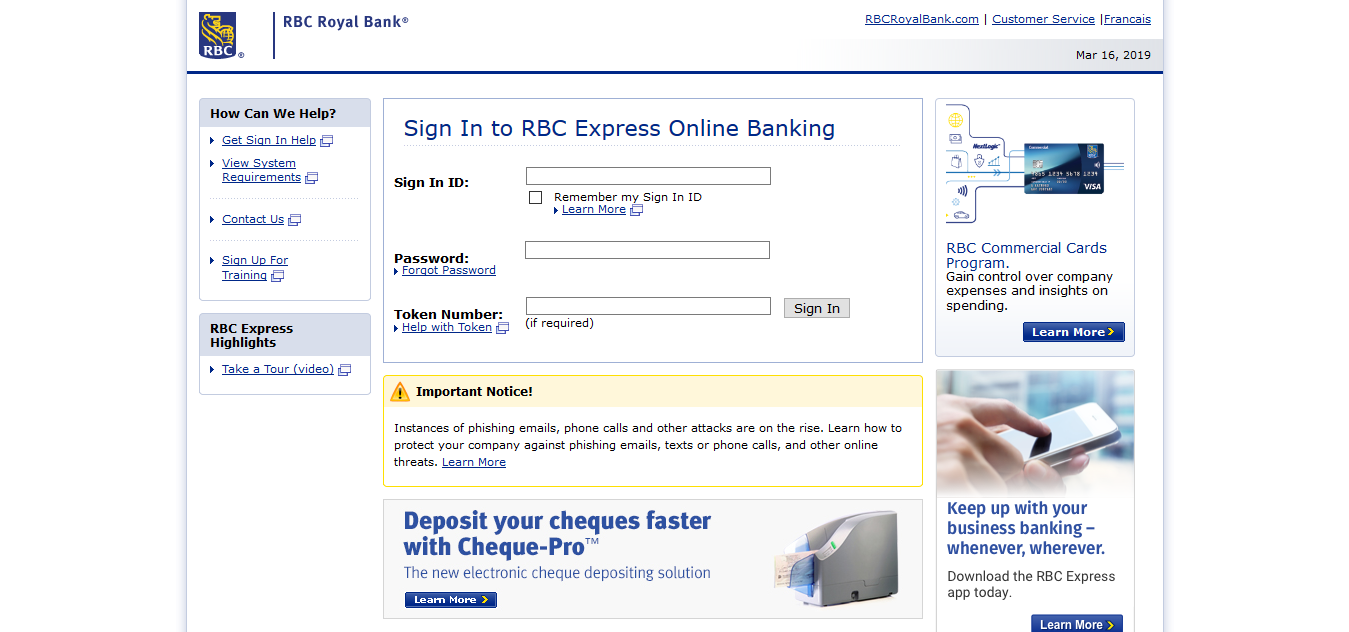 RBC
®
RBC Royal Bank®
RBCRoyalBank.com | Customer Service |Francais
Mar 16, 2019
How Can We Help?
Get Sign In Help
View System
Requirements
Contact Us
Sign Up For
Training
RBC Express
Highlights
Take a Tour (video)
Sign In to RBC Express Online Banking
Sign In ID:
Remember my Sign In ID
Learn More
Password:
Forgot Password
Token Number:
Help with Token
(if required)
Sign In
Important Notice!
Instances of phishing emails, phone calls and other attacks are on the rise. Learn how to
protect your company against phishing emails, texts or phone calls, and other online
threats. Learn More
Deposit your cheques faster
with Cheque-Pro™
The new electronic cheque depositing solution
Learn More
NextLogic
Commercial
VISA
RBC Commercial Cards
Program.
Gain control over company
expenses and insights on
spending.
Learn More
Keep up with your
business banking –
whenever, wherever.
Download the RBC Express
app today.
Learn More